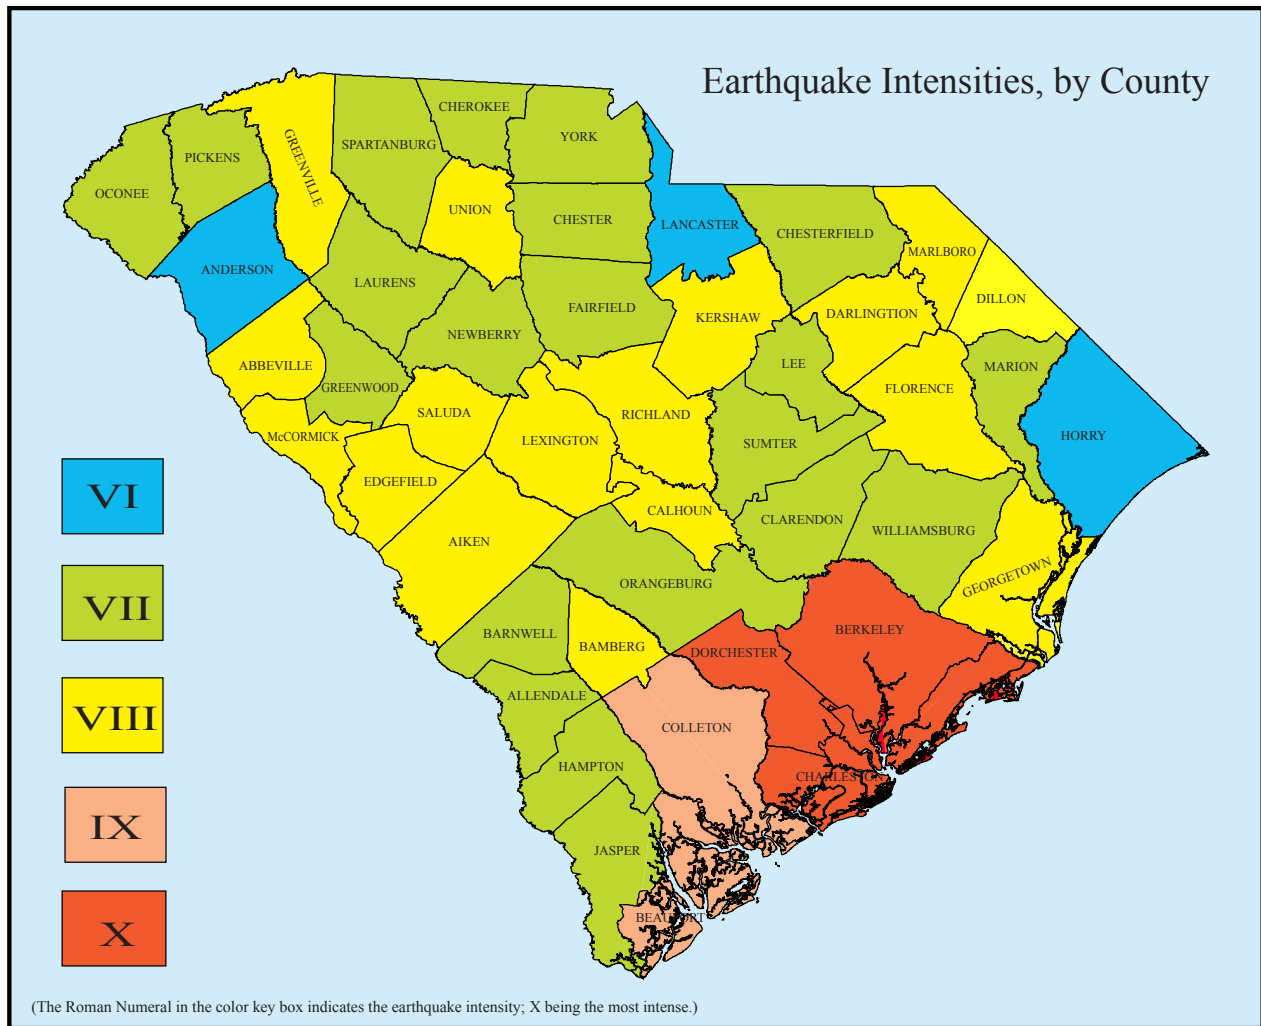 Earthquake Intensities, by County
CHEROKEE
YORK
SPARTANBURG
GREENVILLE
PICKENS
OCONEE
UNION
CHESTER
LANCASTER
CHESTERFIELD
MARLBORO
ANDERSON
LAURENS
DILLON
FAIRFIELD
KERSHAW
DARLINGTON
NEWBERRY
ABBEVILLE
LEE
MARION
GREENWOOD
FLORENCE
SALUDA
RICHLAND
McCORMICK
LEXINGTON
SUMTER
HORRY
EDGEFIELD
VI
CALHOUN
CLARENDON
WILLIAMSBURG
AIKEN
ORANGEBURG
GEORGETOWN
VII
BARNWELL
BAMBERG
BERKELEY
DORCHESTER
ALLENDALE
VIII
COLLETON
HAMPTON
CHARLESTON
IX
JASPER
BEAUFORT
X
(The Roman Numeral in the color key box indicates the earthquake intensity; X being the most intense.)